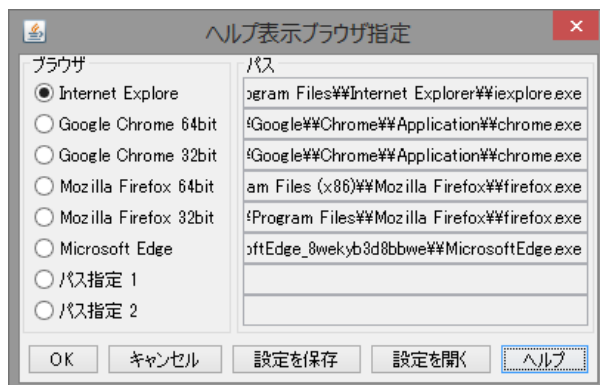 ヘルプ表示ブラウザ指定
ブラウザ パス
Internet Explore ogram Files¥¥Internet Explorer¥¥iexplore.exe
Google Chrome 64bit ¥Google¥¥Chrome¥¥Application¥¥chrome.exe
Google Chrome 32bit ¥Google¥¥Chrome¥¥Application¥¥chrome.exe
Mozilla Firefox 64bit am Files (x86)¥¥Mozilla Firefox¥¥firefox.exe
Mozilla Firefox 32bit ¥Program Files¥¥Mozilla Firefox¥¥firefox.exe
Microsoft Edge oftEdge_8wekyb3d8bbwe¥¥MicrosoftEdge.exe
パス指定 1
パス指定 2
OK キャンセル 設定を保存 設定を開く ヘルプ